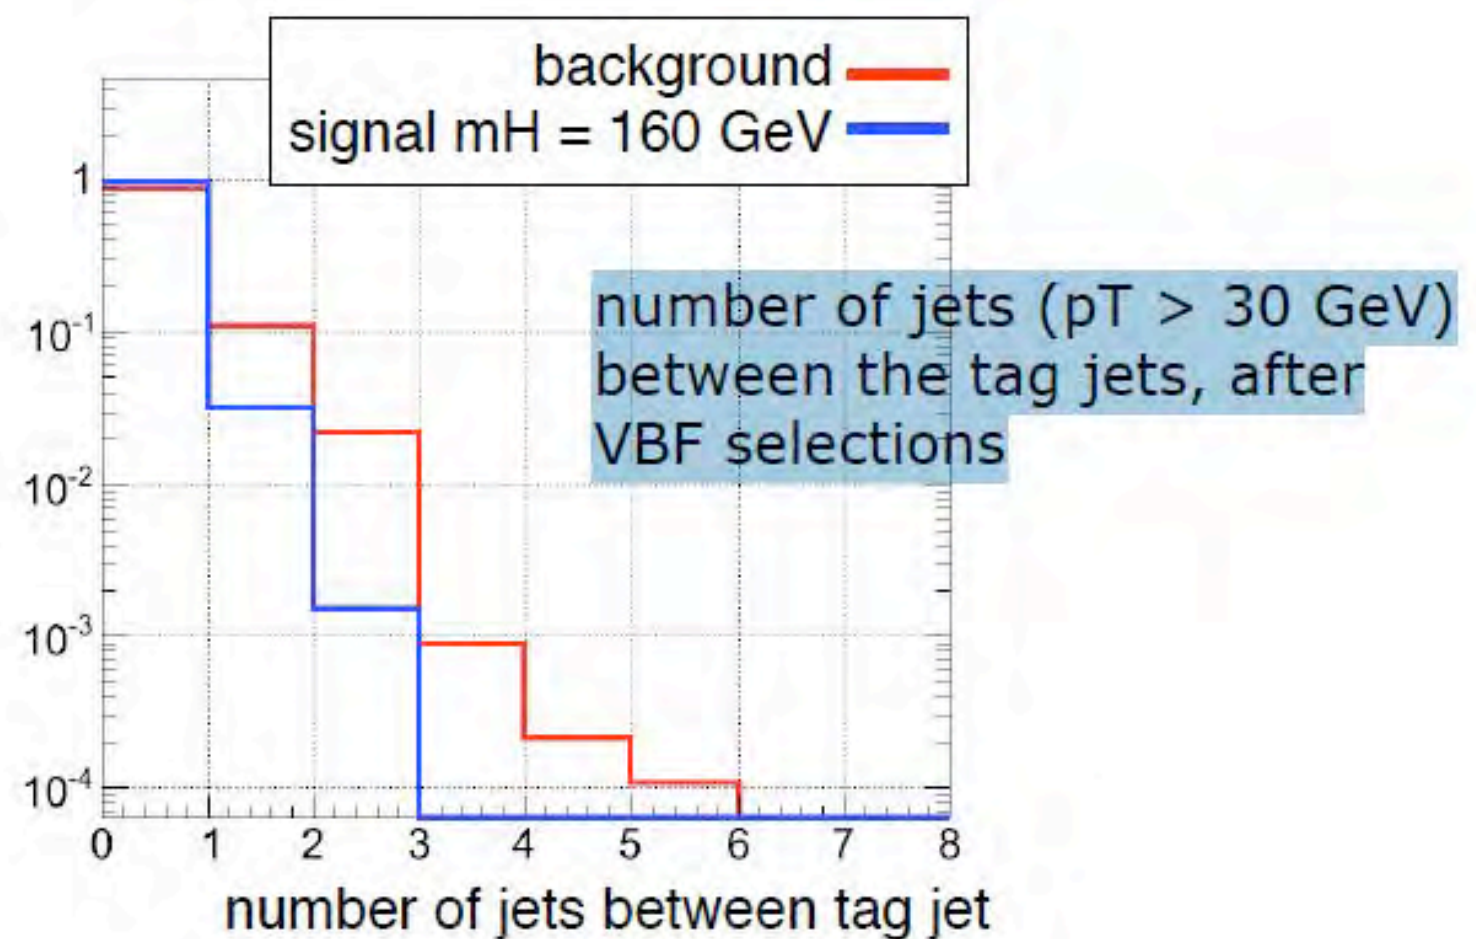 background
signal mH = 160 GeV
1
10-1
10-2
10-3
10-4
number of jets (pT > 30 GeV)
between the tag jets, after
VBF selections
0 1 2 3 4 5 6 7 8
number of jets between tag jet